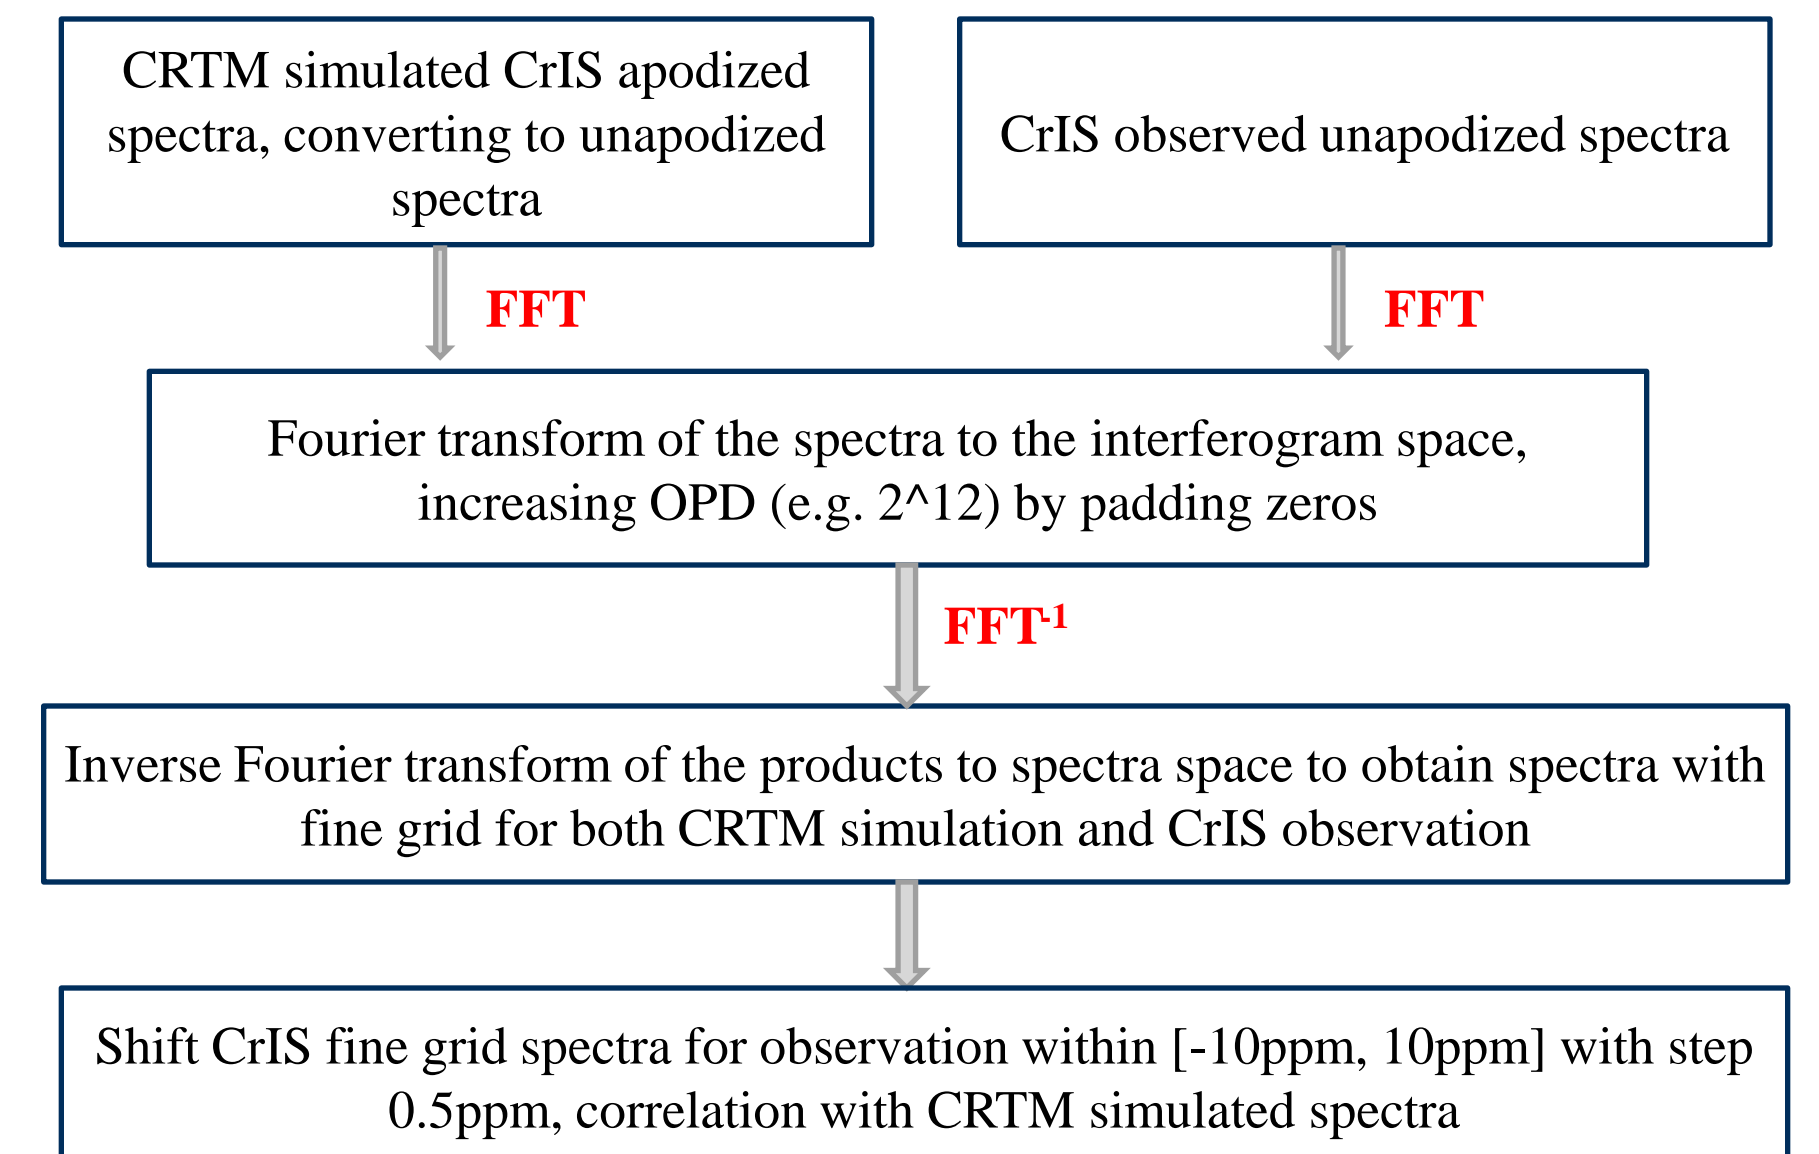 CRTM simulated CrIS apodized
spectra, converting to unapodized
spectra
CrIS observed unapodized spectra
FFT
FFT
Fourier transform of the spectra to the interferogram space,
increasing OPD (e.g. 2^12) by padding zeros
FFT-1
Inverse Fourier transform of the products to spectra space to obtain spectra with
fine grid for both CRTM simulation and CrIS observation
Shift CrIS fine grid spectra for observation within [-10ppm, 10ppm] with step
0.5ppm, correlation with CRTM simulated spectra